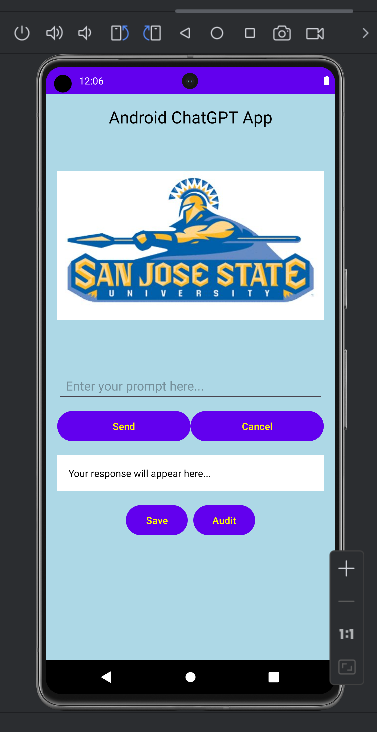 12:06
Android ChatGPT App
SAN JOSE STATE
UNIVERSITY
Enter your prompt here...
Send Cancel
Your response will appear here...
Save Audit
1:1